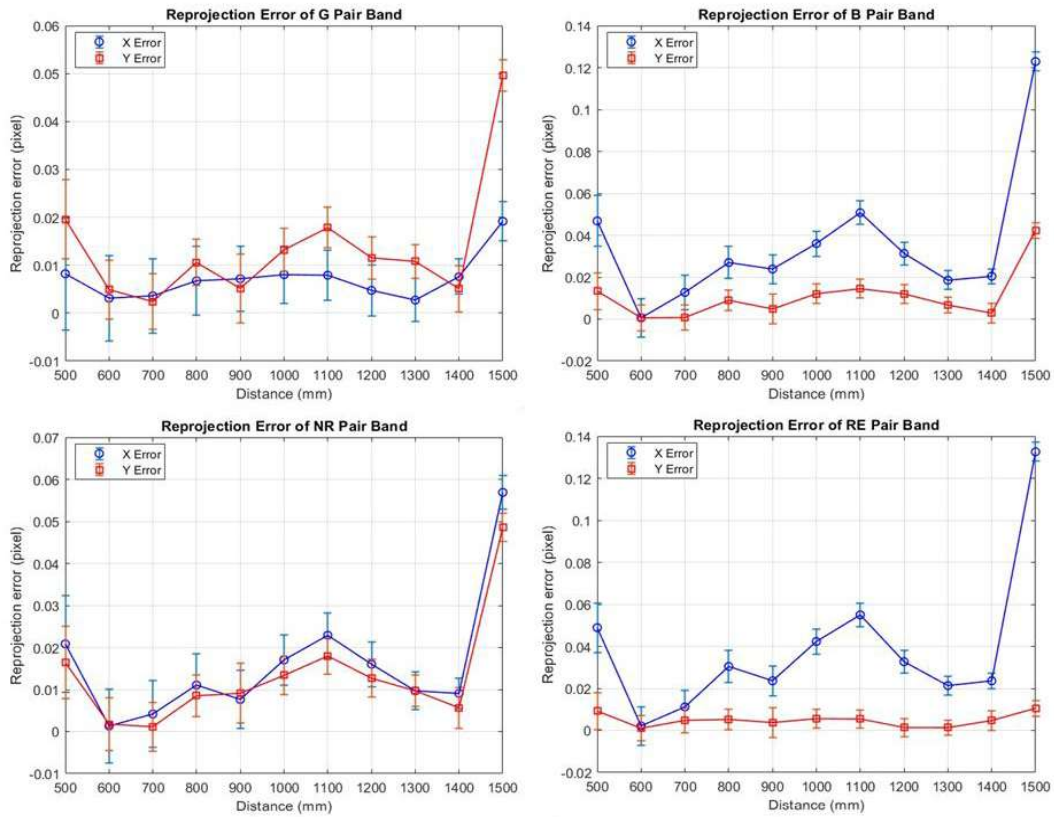 Reprojection Error of G Pair Band
X Error
Y Error
Reprojection error (pixel)
0.06
0.05
0.04
0.03
0.02
0.01
0
-0.01
500 600 700 800 900 1000 1100 1200 1300 1400 1500
Distance (mm)
Reprojection Error of B Pair Band
X Error
Y Error
Reprojection error (pixel)
0.14
0.12
0.1
0.08
0.06
0.04
0.02
0
-0.02
500 600 700 800 900 1000 1100 1200 1300 1400 1500
Distance (mm)
Reprojection Error of NR Pair Band
X Error
Y Error
Reprojection error (pixel)
0.07
0.06
0.05
0.04
0.03
0.02
0.01
0
-0.01
500 600 700 800 900 1000 1100 1200 1300 1400 1500
Distance (mm)
Reprojection Error of RE Pair Band
X Error
Y Error
Reprojection error (pixel)
0.14
0.12
0.1
0.08
0.06
0.04
0.02
0
-0.02
500 600 700 800 900 1000 1100 1200 1300 1400 1500
Distance (mm)